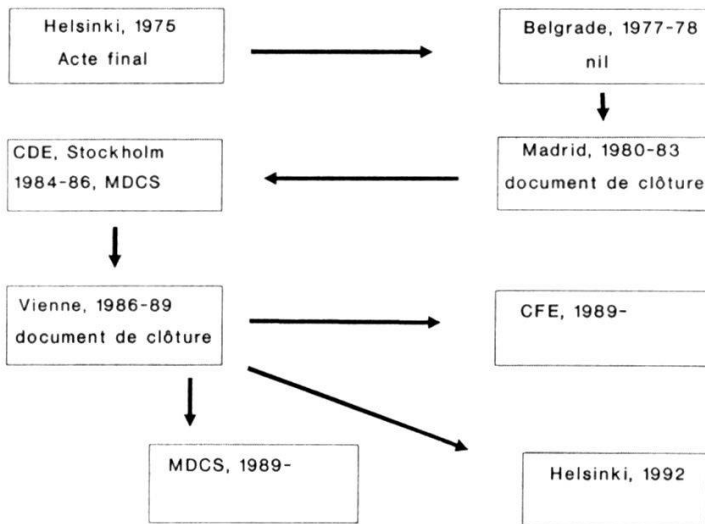 Helsinki, 1975
Acte final
Belgrade, 1977-78
nil
CDE, Stockholm
1984-86, MDCS
Madrid, 1980-83
document de clôture
Vienne, 1986-89
document de clôture
CFE, 1989-
MDCS, 1989-
Helsinki, 1992